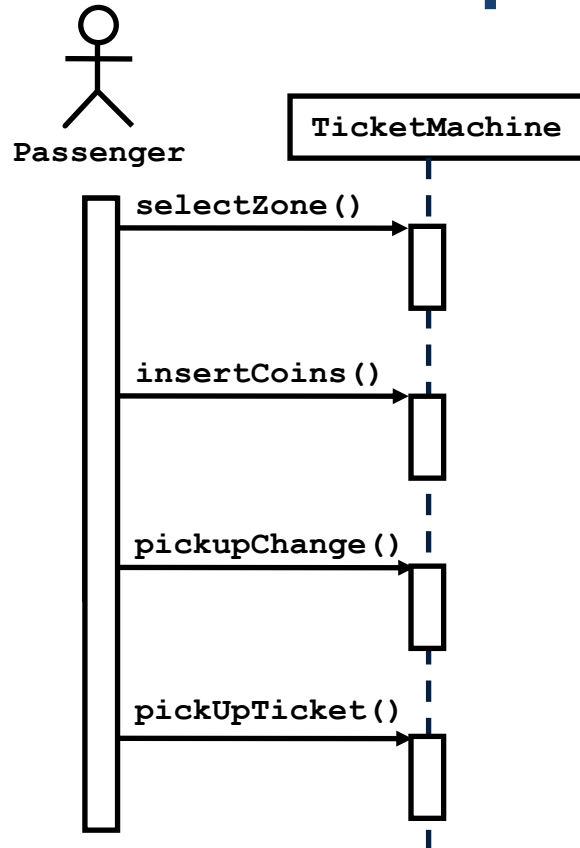 Passenger
TicketMachine
selectZone()
insertCoins()
pickupChange()
pickUpTicket()